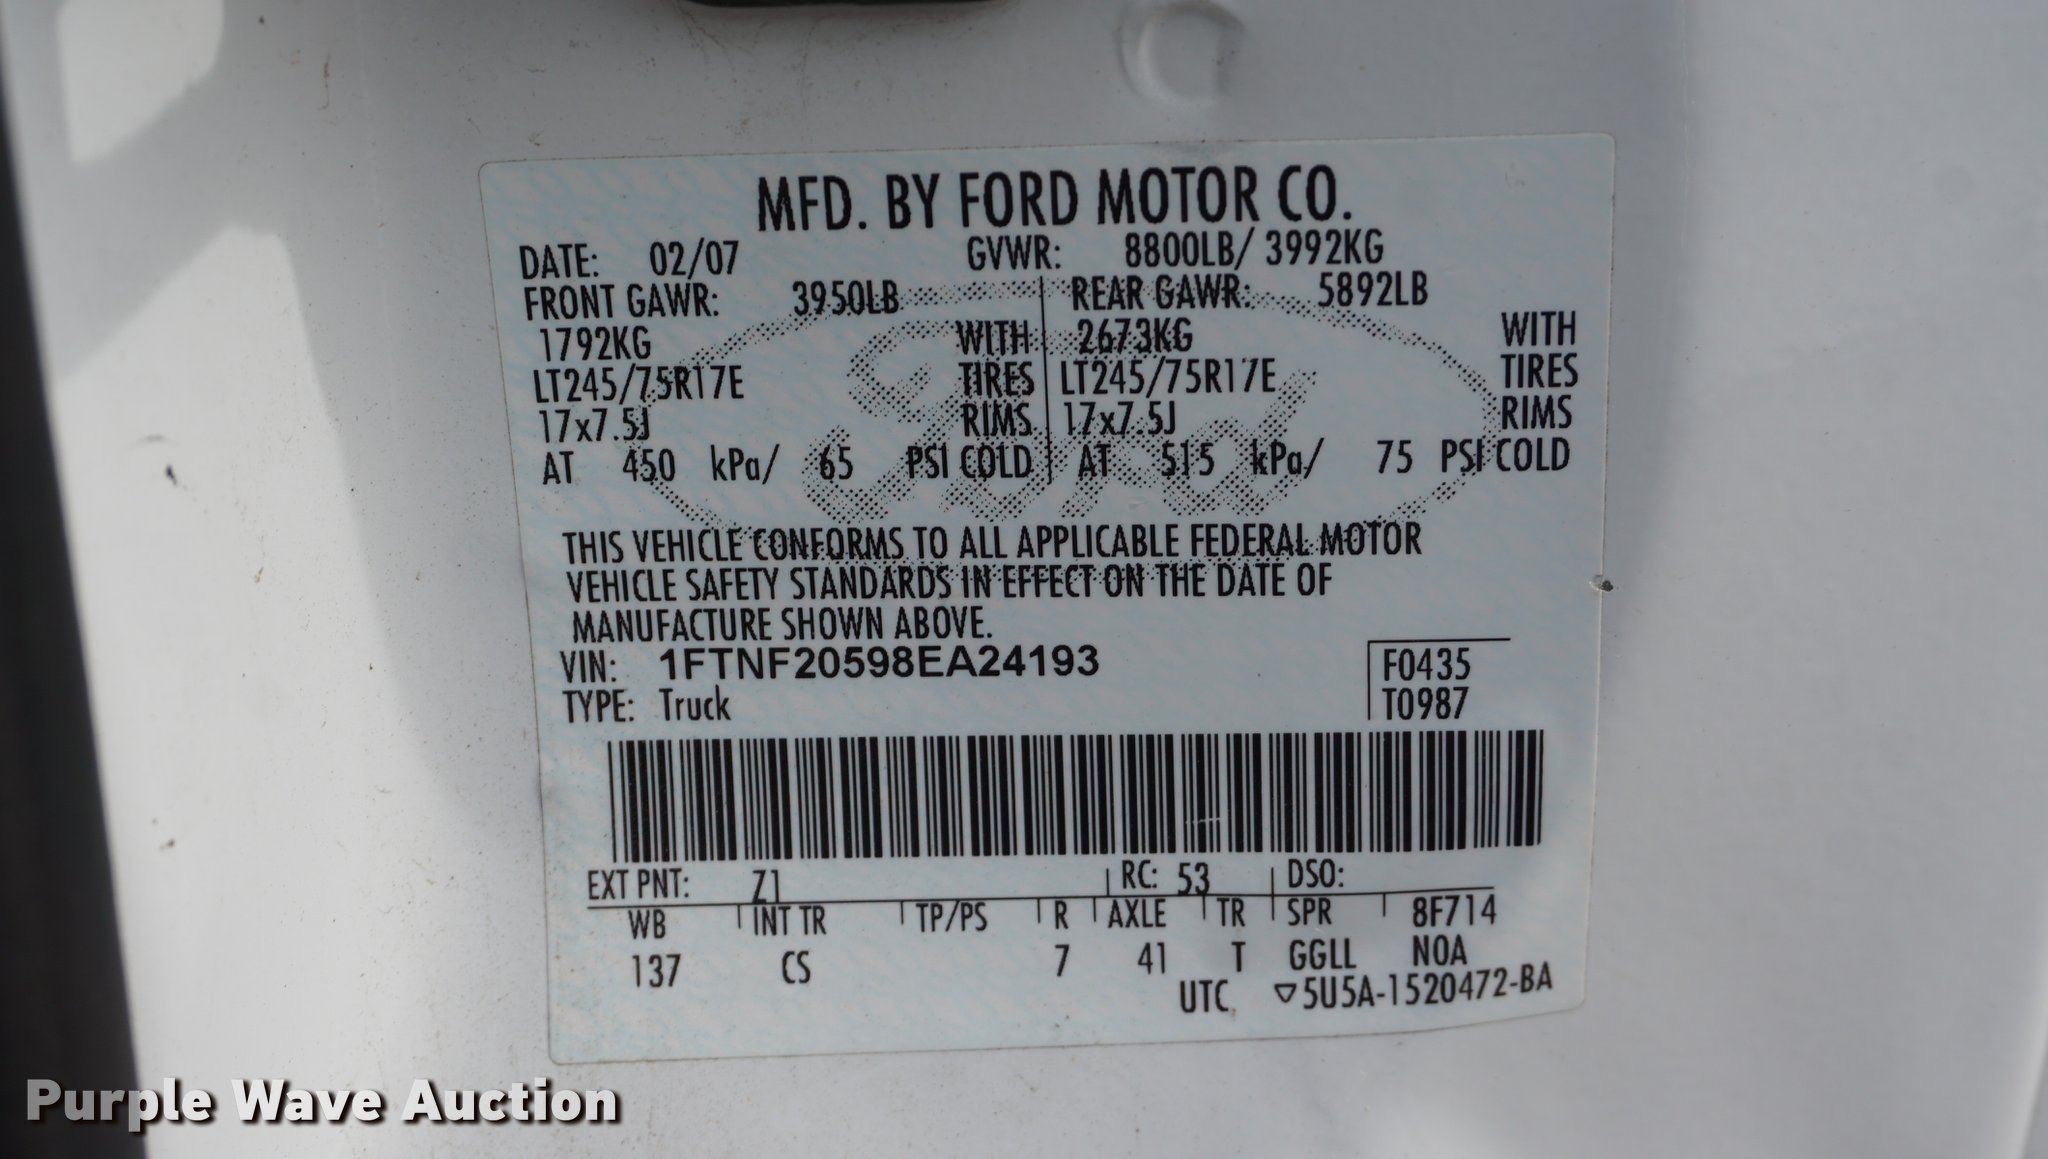 MFD. BY FORD MOTOR CO.
DATE: 02/07 GVWR: 8800LB/ 3992KG
FRONT GAWR: 3950LB REAR GAWR: 5892LB
1792KG WITH 2673KG WITH
LT245/75R17E TIRES LT245/75R17E TIRES
17x7.5J RIMS 17x7.5J RIMS
AT 450 kPa/ 65 PSI COLD AT 515 kPa/ 75 PSI COLD
Ford
THIS VEHICLE CONFORMS TO ALL APPLICABLE FEDERAL MOTOR
VEHICLE SAFETY STANDARDS IN EFFECT ON THE DATE OF
MANUFACTURE SHOWN ABOVE.
VIN: 1FTNF20598EA24193 F0435
TYPE: Truck T0987
EXT PNT: Z1 RC: 53 DSO:
WB INT TR TP/PS R AXLE TR SPR 8F714
137 CS 7 41 T GGLL N0A
UTC ▽5U5A-1520472-BA
Purple Wave Auction